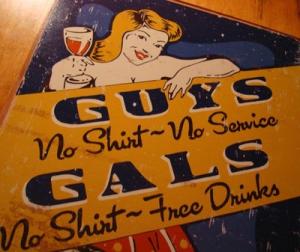 GUYS
No Shirt~No Service
GALS
No Shirt~Free Drinks